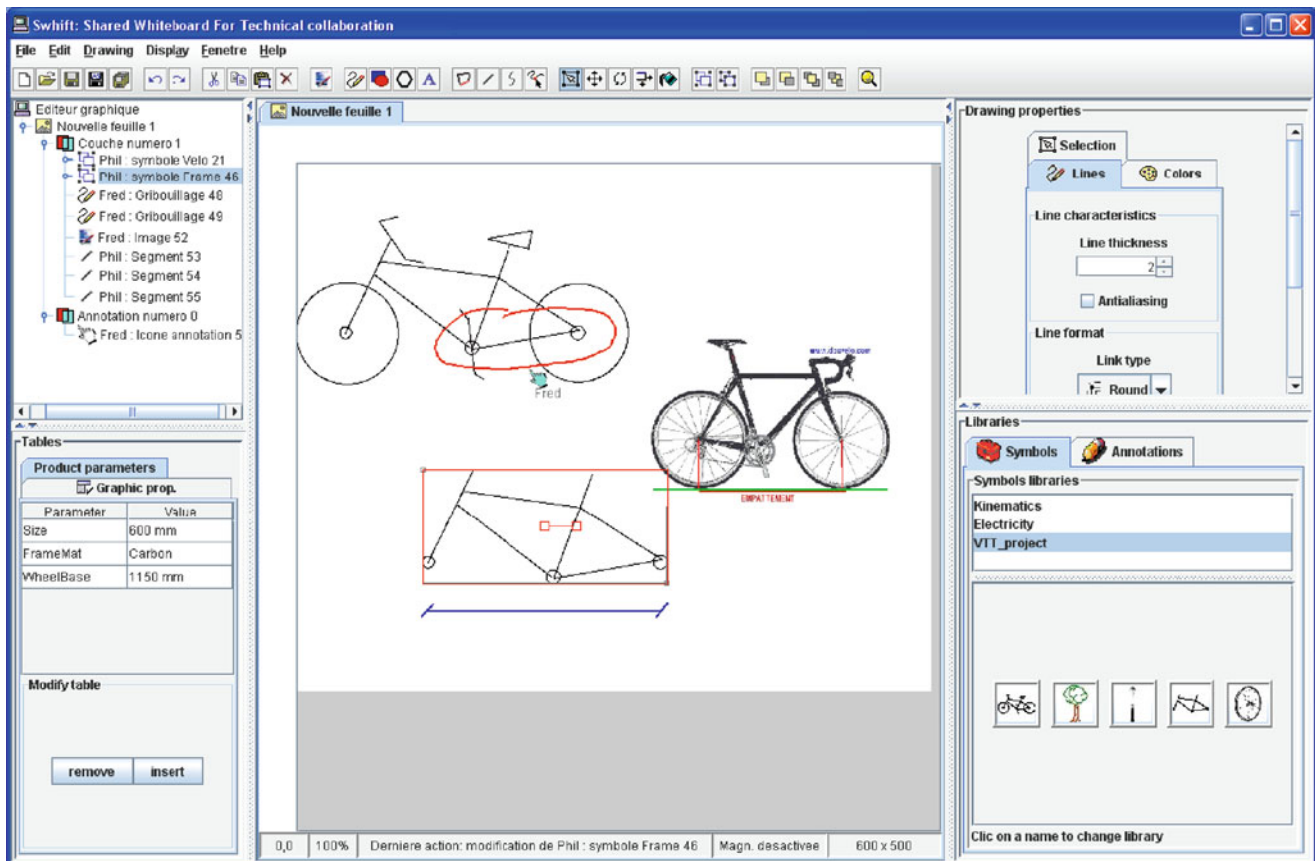 Swhift: Shared Whiteboard For Technical collaboration
File Edit Drawing Display Fenetre Help
Editeur graphique
Nouvelle feuille 1
Couche numero 1
Phil : symbole Velo 21
Phil : symbole Frame 46
Fred : Gribouillage 48
Fred : Gribouillage 49
Fred : Image 52
Phil : Segment 53
Phil : Segment 54
Phil : Segment 55
Annotation numero 0
Fred : Icone annotation 5
Tables
Product parameters
Graphic prop.
Parameter Value
Size 600 mm
FrameMat Carbon
WheelBase 1150 mm
Modify table
remove insert
Nouvelle feuille 1
Fred
EMPATTEMENT
0,0 100% Derniere action: modification de Phil : symbole Frame 46 Magn. desactivee 600 x 500
Drawing properties
Selection
Lines Colors
Line characteristics
Line thickness
2
Antialiasing
Line format
Link type
Round
Libraries
Symbols Annotations
Symbols libraries
Kinematics
Electricity
VTT_project
Clic on a name to change library